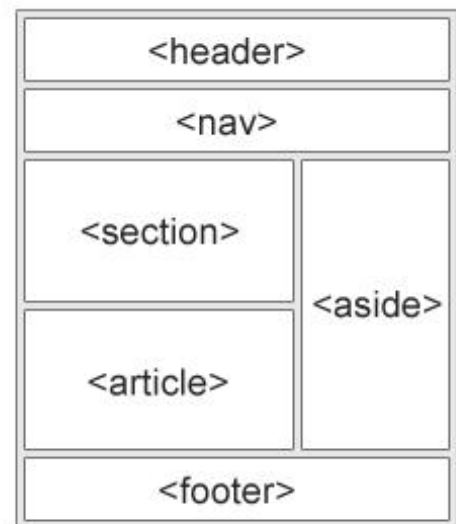 <header>
<nav>
<section>
<aside>
<article>
<footer>